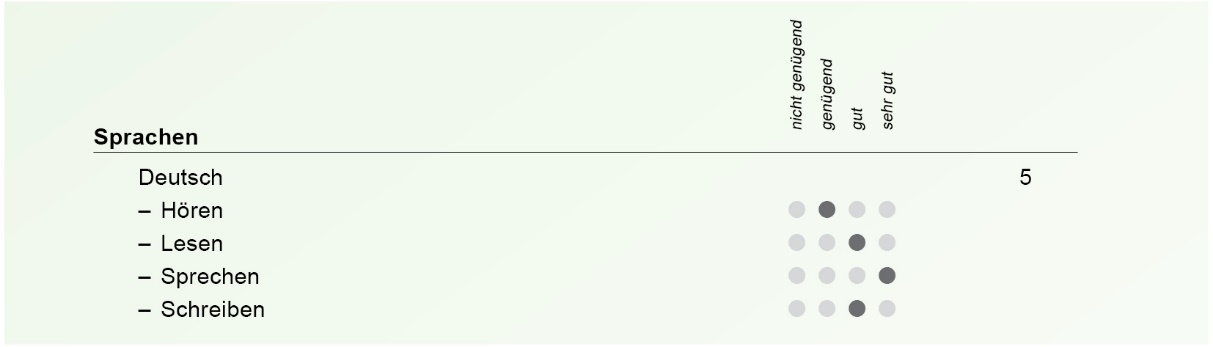 nicht genügend
genügend
gut
sehr gut
Sprachen
Deutsch 5
– Hören
– Lesen
– Sprechen
– Schreiben